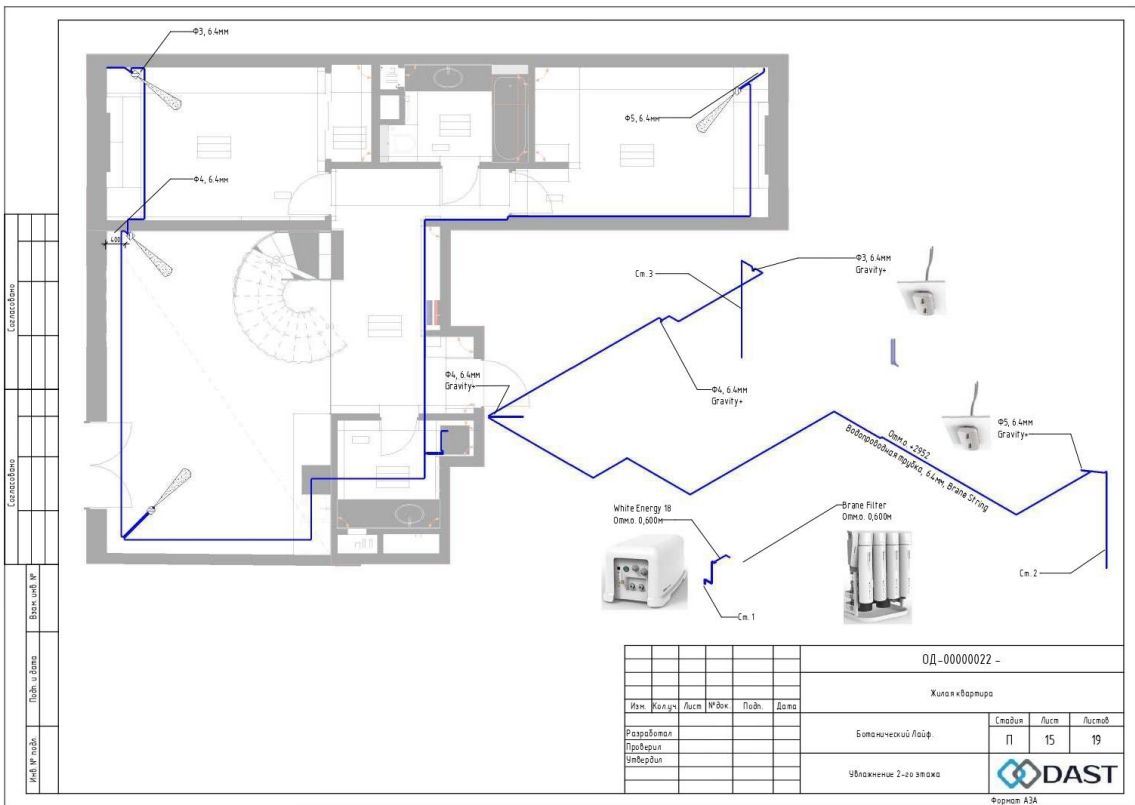 Ф3, 6.4мм
Ф5, 6.4мм
Ф4, 6.4мм
400
Ф3, 6.4мм
Gravity+
Ст. 3
Ф4, 6.4мм
Gravity+
Ф4, 6.4мм
Gravity+
Ф5, 6.4мм
Gravity+
Отм.о. +2952
Водопроводная трубка, 6.4мм, Brane String
White Energy 18
Отм.о. 0,600м
Brane Filter
Отм.о. 0,600м
Ст. 2
Ст. 1
Согласовано
Согласовано
Взам. инв. №
Подп. и дата
Инв. № подл.
ОД-00000022 -
Жилая квартира
Изм. Кол.уч Лист №док. Подп. Дата
Разработал
Проверил
Утвердил
Ботанический Лайф.
Стадия Лист Листов
П 15 19
Увлажнение 2-го этажа
DAST
Формат А3А